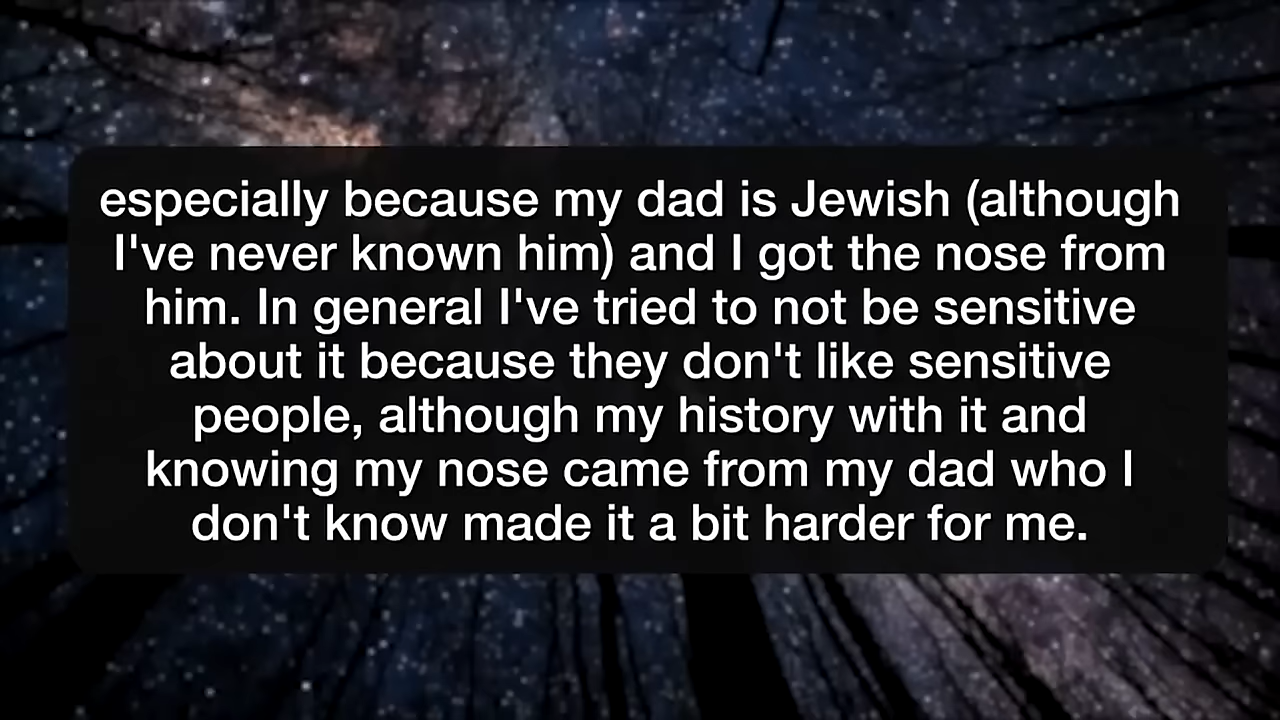 especially because my dad is Jewish (although
I've never known him) and I got the nose from
him. In general I've tried to not be sensitive
about it because they don't like sensitive
people, although my history with it and
knowing my nose came from my dad who I
don't know made it a bit harder for me.